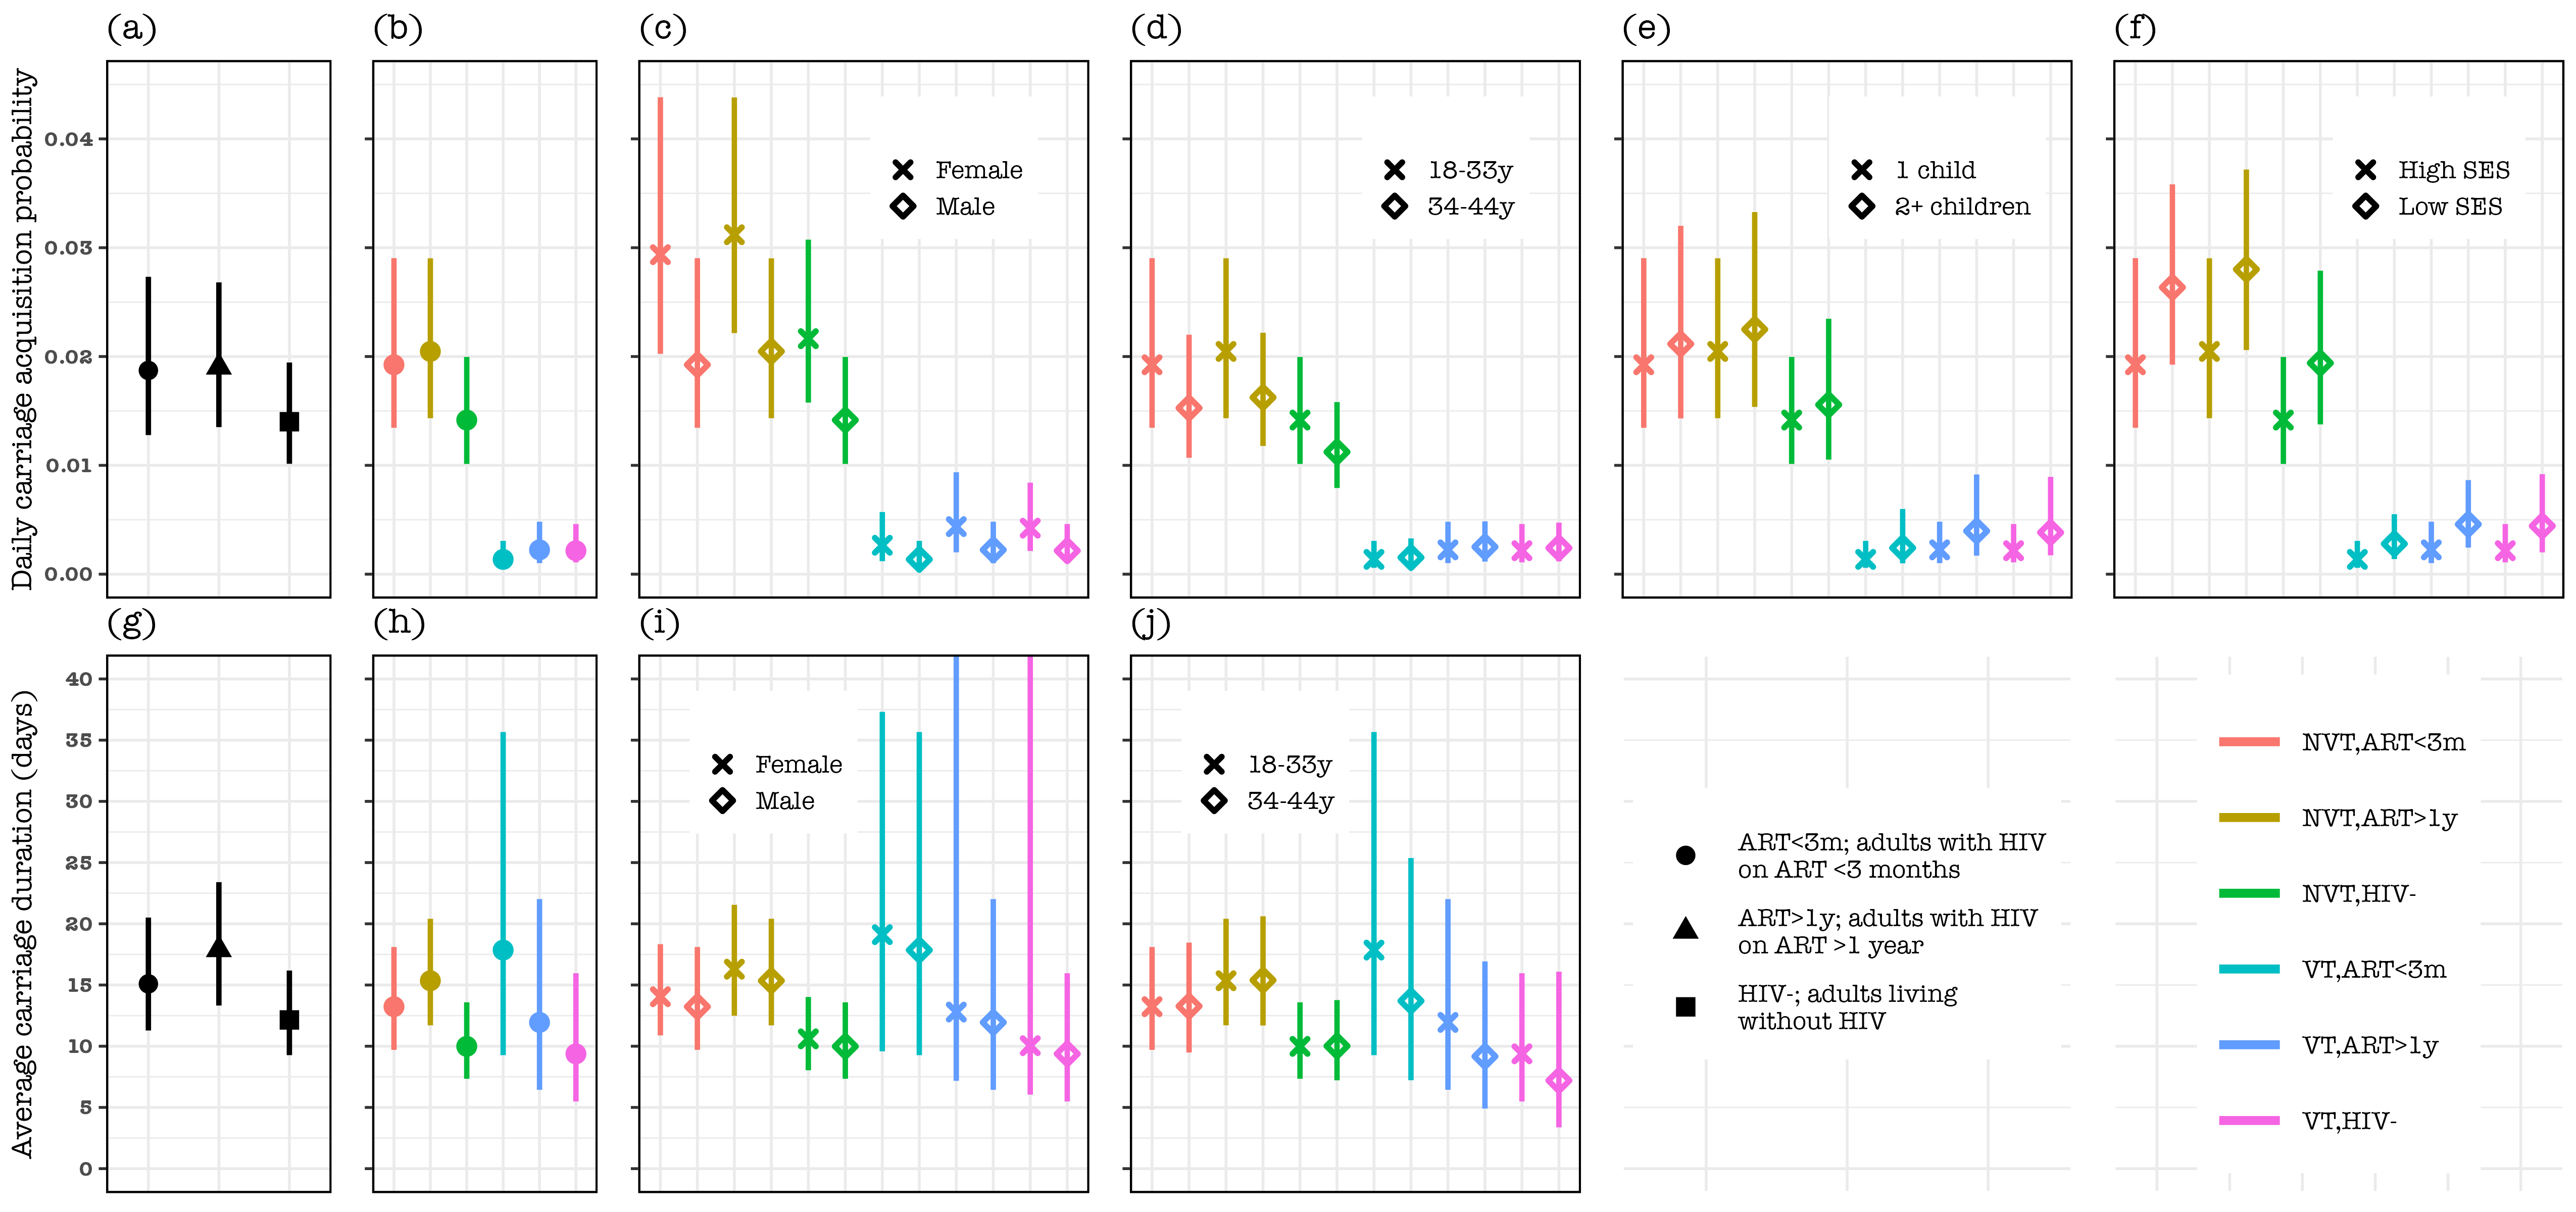 (a)
(b)
(c)
(d)
(e)
(f)
Daily carriage acquisition probability
0.04
0.03
0.02
0.01
0.00
Female
Male
18-33y
34-44y
1 child
2+ children
High SES
Low SES
(g)
(h)
(i)
(j)
Average carriage duration (days)
40
35
30
25
20
15
10
5
0
Female
Male
18-33y
34-44y
ART<3m; adults with HIV
on ART <3 months
ART>1y; adults with HIV
on ART >1 year
HIV-; adults living
without HIV
NVT,ART<3m
NVT,ART>1y
NVT,HIV-
VT,ART<3m
VT,ART>1y
VT,HIV-